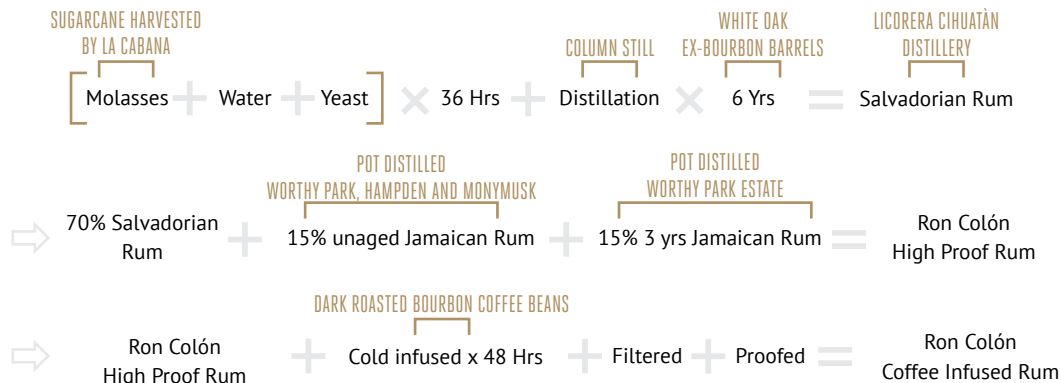 SUGARCANE HARVESTED
BY LA CABANA
COLUMN STILL
WHITE OAK
EX-BOURBON BARRELS
LICORERA CIHUATÀN
DISTILLERY
[ Molasses + Water + Yeast ] × 36 Hrs + Distillation × 6 Yrs = Salvadorian Rum
POT DISTILLED
WORTHY PARK, HAMPDEN AND MONYMUSK
POT DISTILLED
WORTHY PARK ESTATE
70% Salvadorian
Rum
+ 15% unaged Jamaican Rum + 15% 3 yrs Jamaican Rum =
Ron Colón
High Proof Rum
DARK ROASTED BOURBON COFFEE BEANS
Ron Colón
High Proof Rum
+ Cold infused x 48 Hrs + Filtered + Proofed =
Ron Colón
Coffee Infused Rum